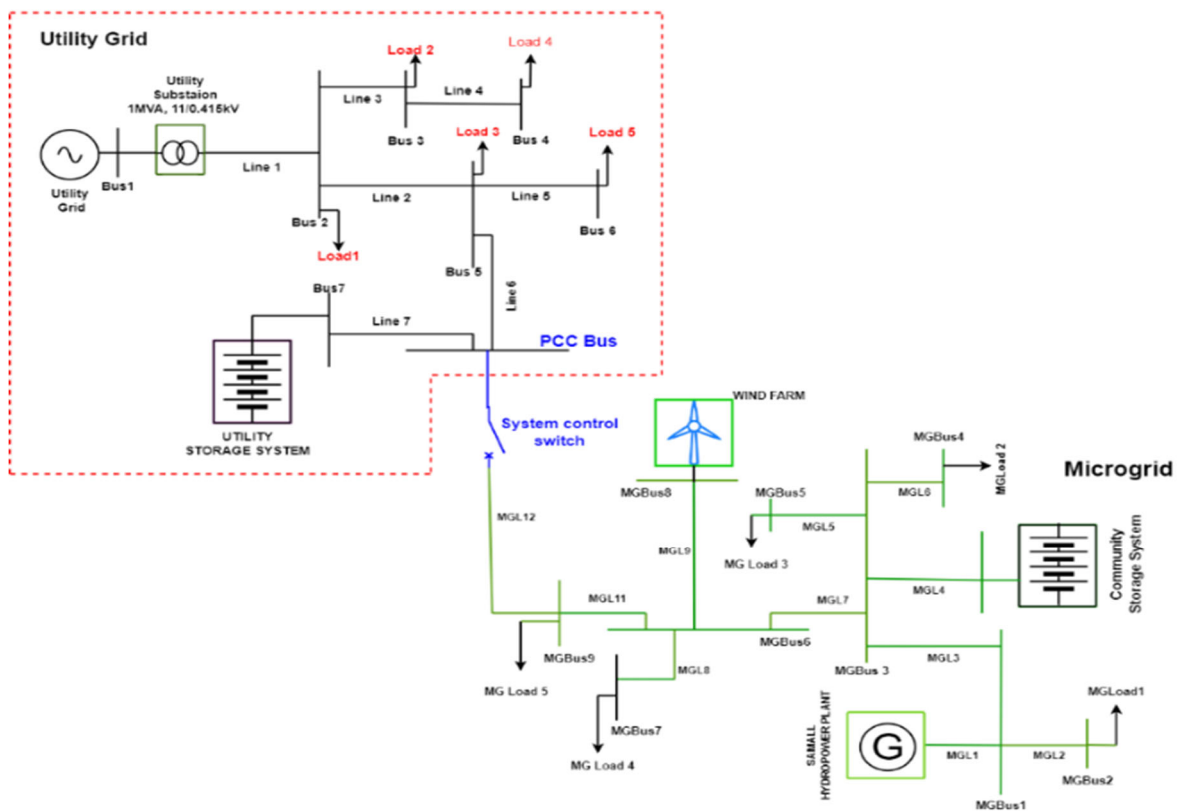 Utility Grid
Utility
Substaion
1MVA, 11/0.415kV
Load 2
Load 4
Line 3
Line 4
Bus 3
Bus 4
Load 3
Load 5
Bus1
Line 1
Utility
Grid
Line 2
Line 5
Bus 2
Bus 6
Load1
Bus 5
Bus7
Line 6
Line 7
PCC Bus
UTILITY
STORAGE SYSTEM
System control
switch
WIND FARM
MGBus4
MGLoad 2
Microgrid
MGBus8
MGBus5
MGL6
MGL12
MGL5
MGL9
MG Load 3
Community
Storage System
MGL4
MGL11
MGL7
MGBus6
MGBus9
MGL8
MGBus 3
MGL3
MG Load 5
MGBus7
MG Load 4
SAMALL
HYDROPOWER PLANT
G
MGL1
MGL2
MGLoad1
MGBus2
MGBus1